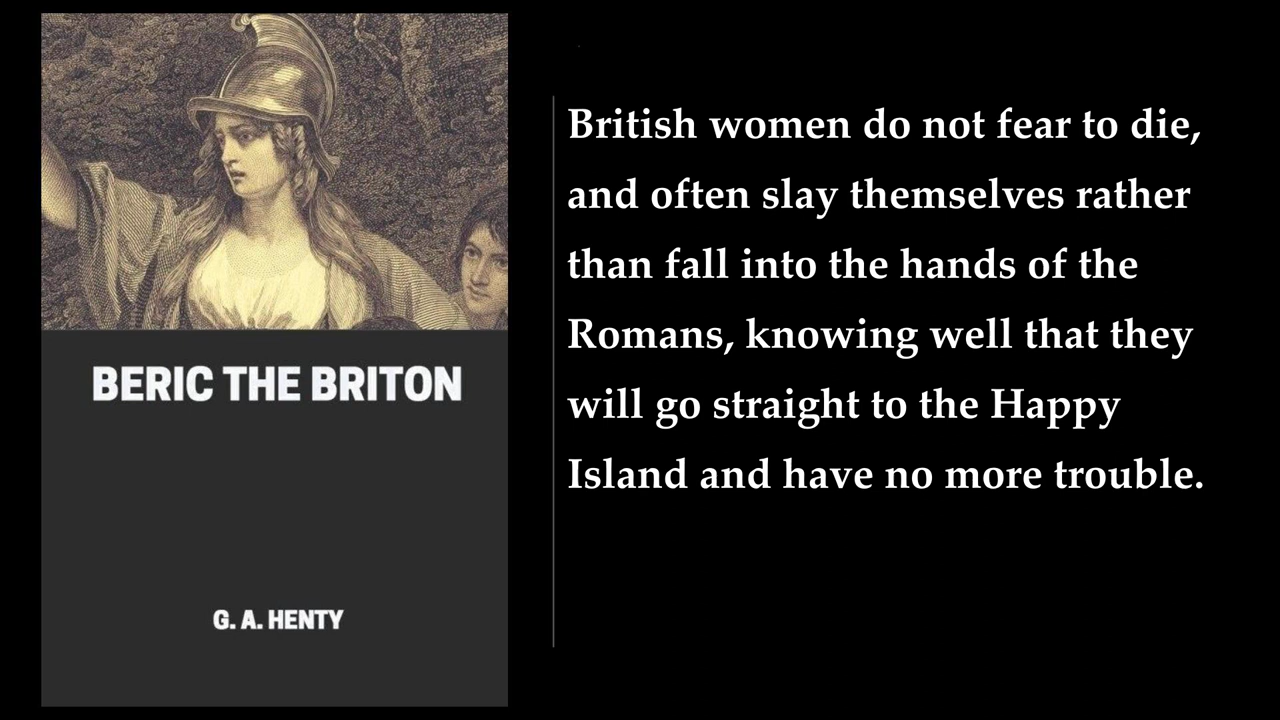 BERIC THE BRITON
G. A. HENTY
British women do not fear to die,
and often slay themselves rather
than fall into the hands of the
Romans, knowing well that they
will go straight to the Happy
Island and have no more trouble.